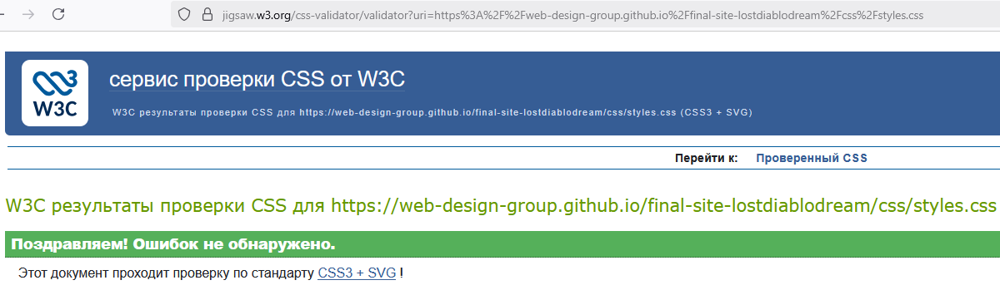 jigsaw.w3.org/css-validator/validator?uri=https%3A%2F%2Fweb-design-group.github.io%2Ffinal-site-lostdiablodream%2Fcss%2Fstyles.css
W3C
сервис проверки CSS от W3C
W3C результаты проверки CSS для https://web-design-group.github.io/final-site-lostdiablodream/css/styles.css (CSS3 + SVG)
Перейти к: Проверенный CSS
W3C результаты проверки CSS для https://web-design-group.github.io/final-site-lostdiablodream/css/styles.css
Поздравляем! Ошибок не обнаружено.
Этот документ проходит проверку по стандарту CSS3 + SVG !